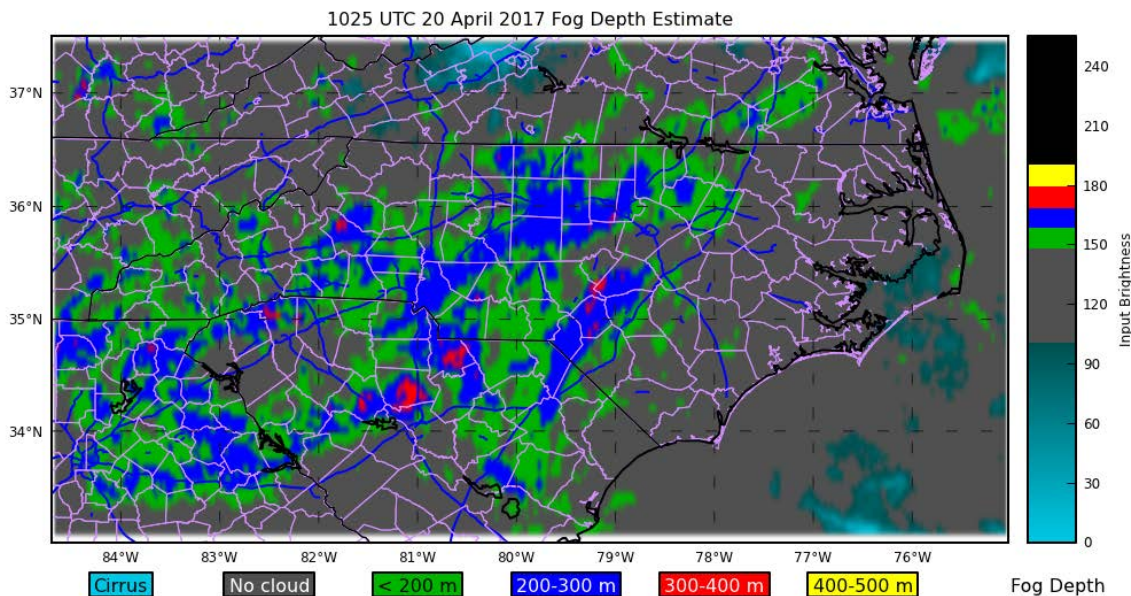 1025 UTC 20 April 2017 Fog Depth Estimate
37°N
36°N
35°N
34°N
84°W 83°W 82°W 81°W 80°W 79°W 78°W 77°W 76°W
240
210
180
150
120
90
60
30
0
Input Brightness
Cirrus No cloud < 200 m 200-300 m 300-400 m 400-500 m Fog Depth